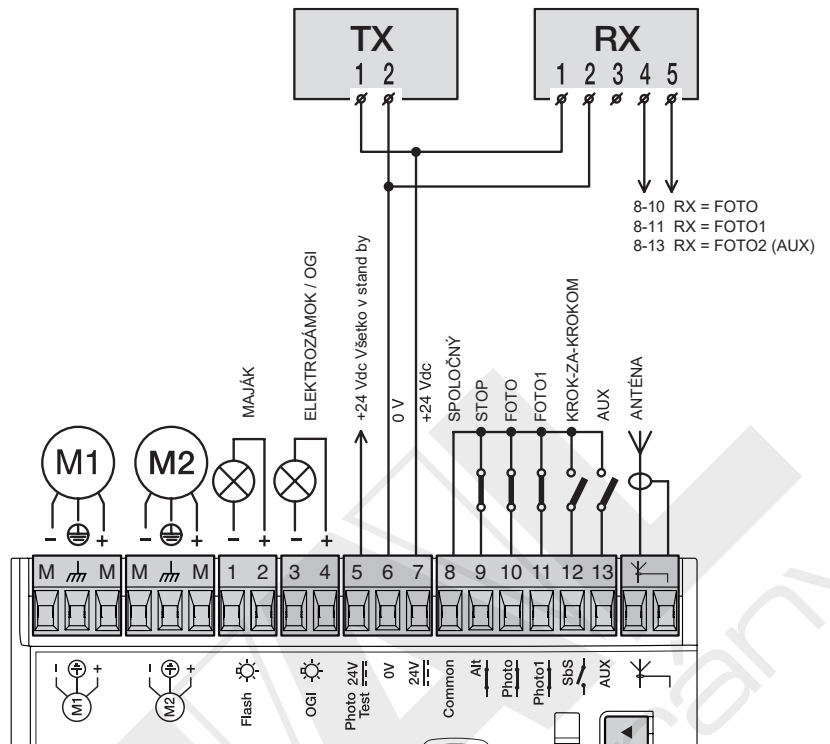 TX
1 2
RX
1 2 3 4 5
8-10 RX = FOTO
8-11 RX = FOTO1
8-13 RX = FOTO2 (AUX)
MAJÁK
ELEKTROZÁMOK / OGI
+24 Vdc Všetko v stand by
0 V
+24 Vdc
SPOLOČNÝ
STOP
FOTO
FOTO1
KROK-ZA-KROKOM
AUX
ANTÉNA
M1
M2
- +
- +
- +
- +
M M M M 1 2 3 4 5 6 7 8 9 10 11 12 13
- +
M1
- +
M2
Flash
OGI
Photo 24V
Test
0V
24V
Common
Alt
Photo
Photo1
SbS
AUX